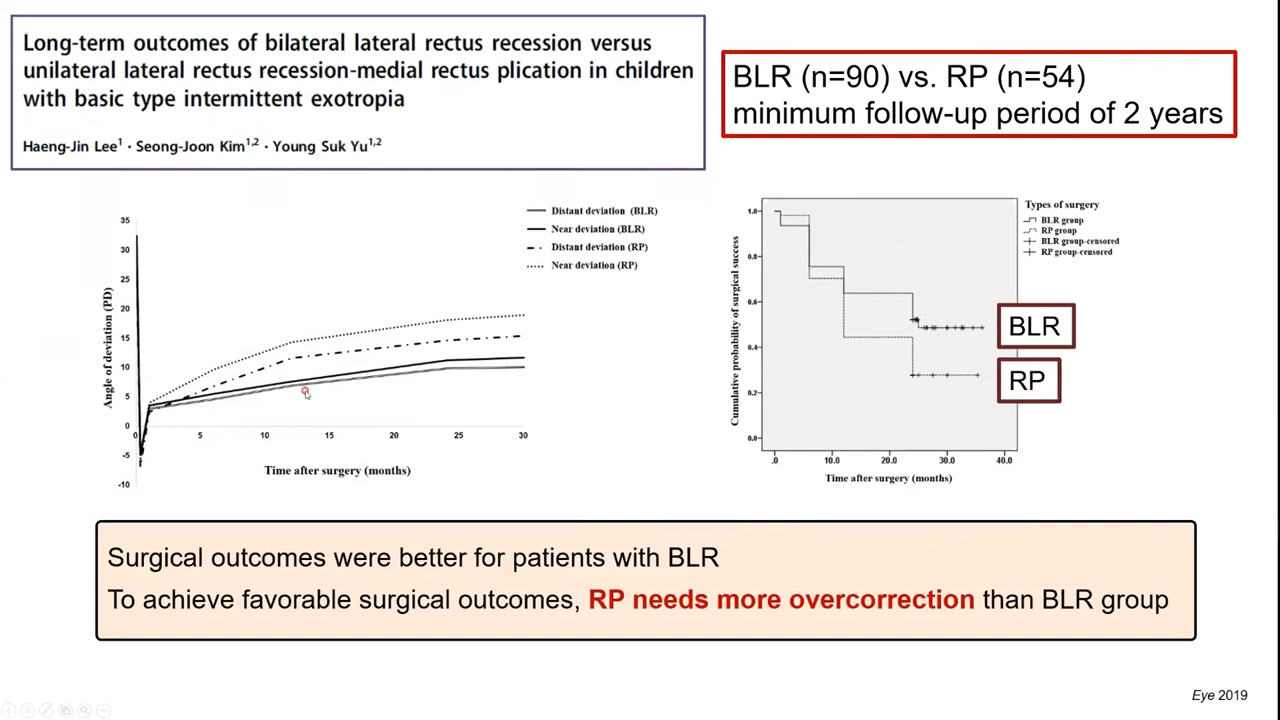 Long-term outcomes of bilateral lateral rectus recession versus
unilateral lateral rectus recession-medial rectus plication in children
with basic type intermittent exotropia
Haeng-Jin Lee1 · Seong-Joon Kim1,2 · Young Suk Yu1,2
BLR (n=90) vs. RP (n=54)
minimum follow-up period of 2 years
Angle of deviation (PD)
35
30
25
20
15
10
5
0
-5
-10
0 5 10 15 20 25 30
Time after surgery (months)
Distant deviation (BLR)
Near deviation (BLR)
Distant deviation (RP)
Near deviation (RP)
Cumulative probability of surgical success
1.0
0.8
0.6
0.4
0.2
0.0
.0 10.0 20.0 30.0 40.0
Time after surgery (months)
Types of surgery
BLR group
RP group
BLR group-censored
RP group-censored
BLR
RP
Surgical outcomes were better for patients with BLR
To achieve favorable surgical outcomes, RP needs more overcorrection than BLR group
Eye 2019